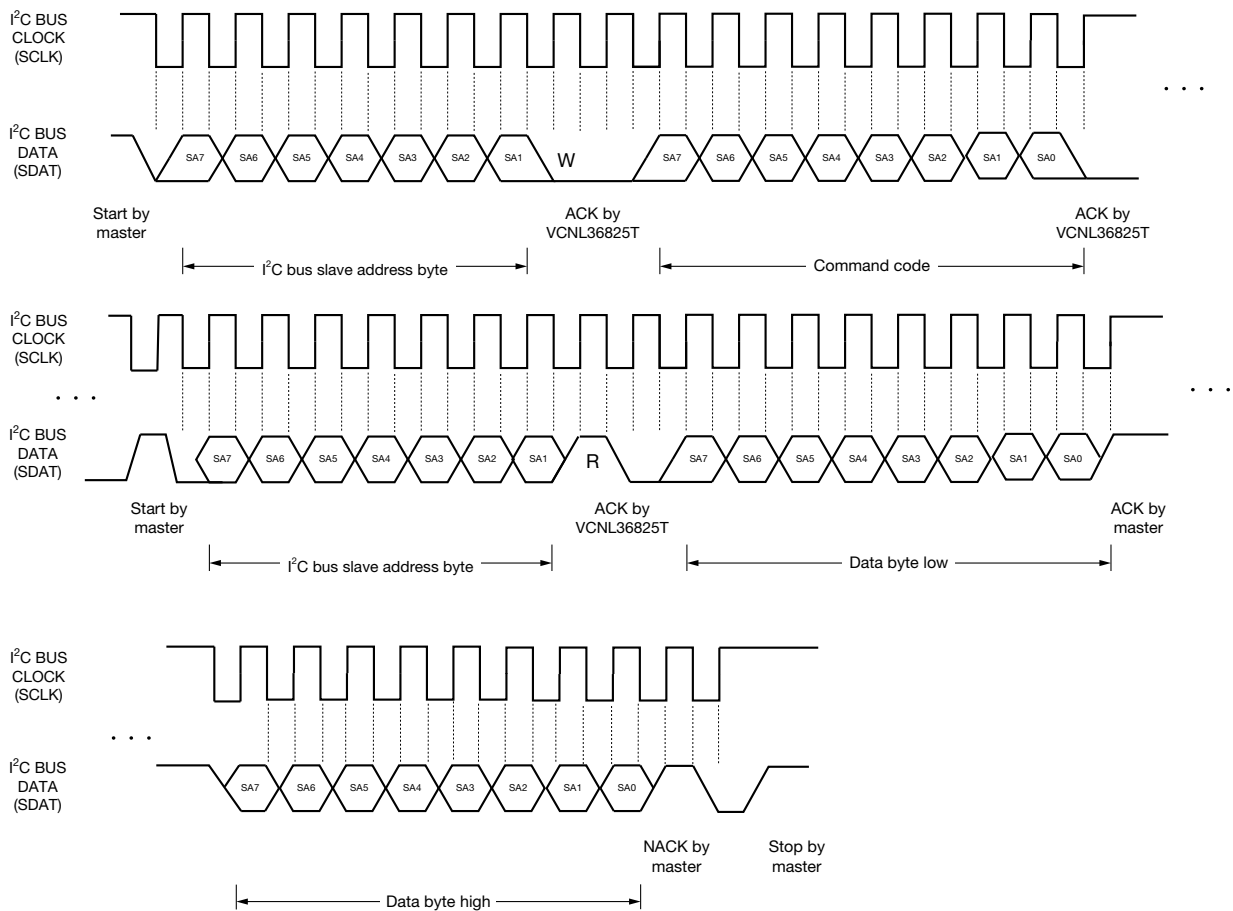 I²C BUS
CLOCK
(SCLK)
. . .
I²C BUS
DATA
(SDAT)
SA7 SA6 SA5 SA4 SA3 SA2 SA1 W SA7 SA6 SA5 SA4 SA3 SA2 SA1 SA0
Start by
master
ACK by
VCNL36825T
ACK by
VCNL36825T
I²C bus slave address byte
Command code
I²C BUS
CLOCK
(SCLK)
. . .
. . .
I²C BUS
DATA
(SDAT)
SA7 SA6 SA5 SA4 SA3 SA2 SA1 R SA7 SA6 SA5 SA4 SA3 SA2 SA1 SA0
Start by
master
ACK by
VCNL36825T
ACK by
master
I²C bus slave address byte
Data byte low
I²C BUS
CLOCK
(SCLK)
. . .
I²C BUS
DATA
(SDAT)
SA7 SA6 SA5 SA4 SA3 SA2 SA1 SA0
NACK by
master
Stop by
master
Data byte high